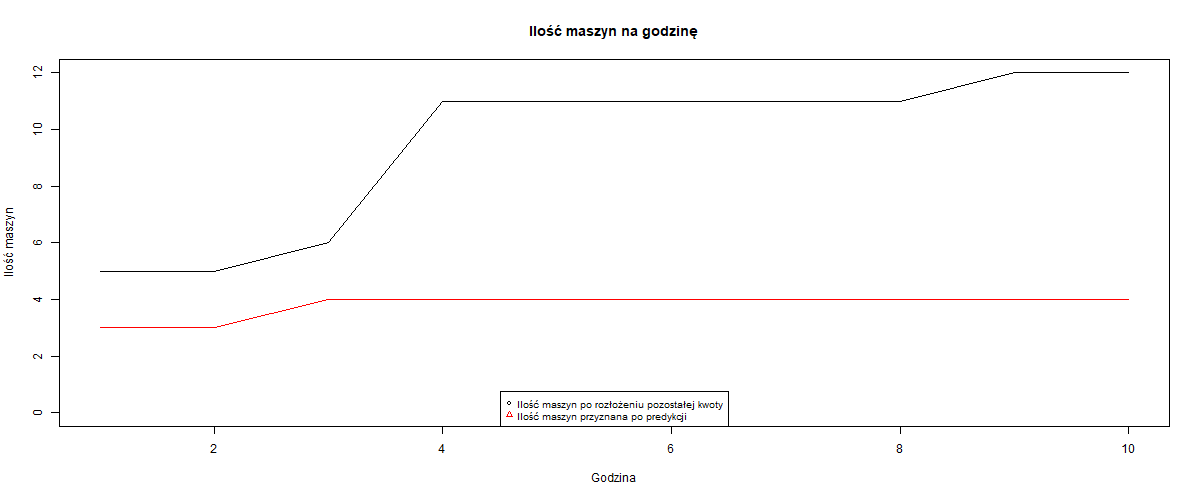 Ilość maszyn na godzinę
Ilość maszyn
12
10
8
6
4
2
0
Ilość maszyn po rozłożeniu pozostałej kwoty
Ilość maszyn przyznana po predykcji
2 4 6 8 10
Godzina